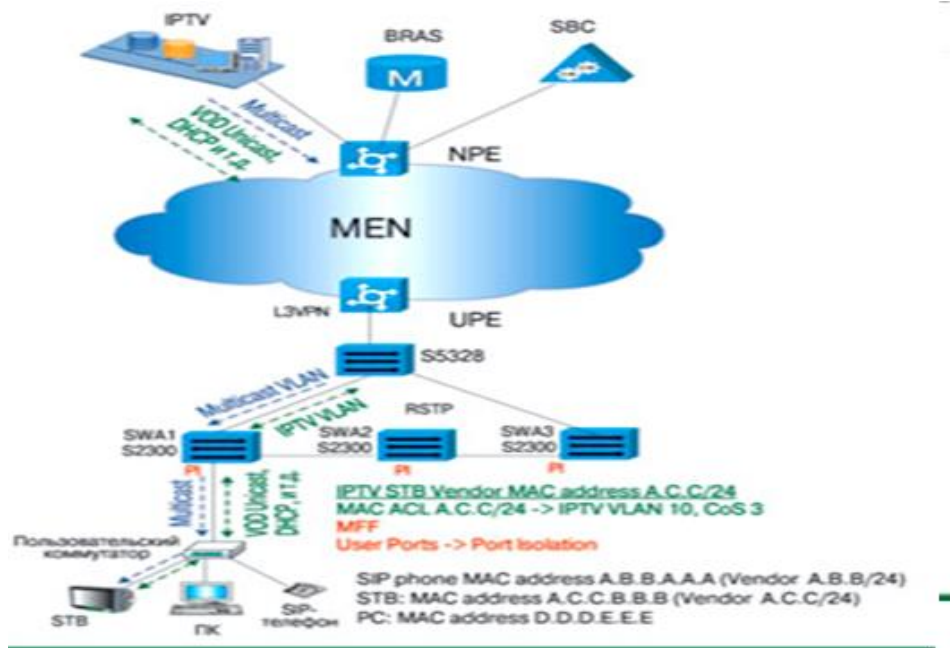 IPTV
BRAS
SBC
M
Multicast
VOD Unicast,
DHCP и т.д.
NPE
MEN
L3VPN
UPE
S5328
Multicast VLAN
IPTV VLAN
RSTP
SWA1
S2300
SWA2
S2300
SWA3
S2300
PI
PI
PI
Multicast
VOD Unicast,
DHCP, и т.д.
IPTV STB Vendor MAC address A.C.C/24
MAC ACL A.C.C/24 -> IPTV VLAN 10, CoS 3
MFF
User Ports -> Port Isolation
Пользовательский
коммутатор
STB
ПК
SIP-
телефон
SIP phone MAC address A.B.B.A.A.A (Vendor A.B.B/24)
STB: MAC address A.C.C.B.B.B (Vendor A.C.C/24)
PC: MAC address D.D.D.E.E.E